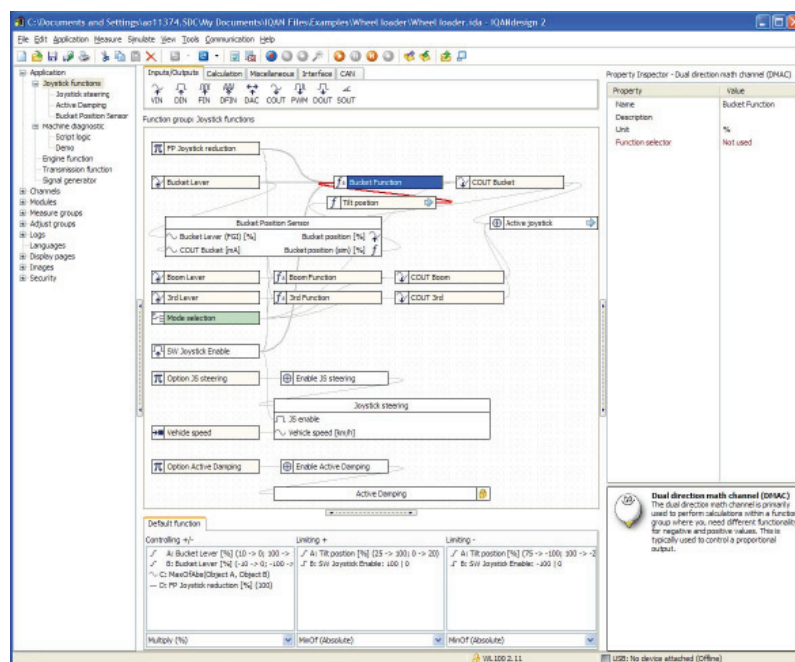 C:\Documents and Settings\ao11374.SDC\My Documents\IQAN Files\Examples\Wheel loader\Wheel loader.ida - IQANdesign 2
File Edit Application Measure Simulate View Tools Communication Help
Application
Joystick functions
Joystick steering
Active Damping
Bucket Position Sensor
Machine diagnostic
Script logic
Demo
Engine function
Transmission function
Signal generator
Channels
Modules
Measure groups
Adjust groups
Logs
Languages
Display pages
Images
Security
Inputs/Outputs Calculation Miscellaneous Interface CAN
VIN DIN FIN DFIN DAC COUT PWM DOUT SOUT
Function group: Joystick functions
FP Joystick reduction
Bucket Lever Bucket Function COUT Bucket
Tilt position
Bucket Position Sensor
Active joystick
Bucket Lever (FGI) [%] Bucket position [%]
COUT Bucket [mA] Bucket position (sim) [%]
Boom Lever Boom Function COUT Boom
3rd Lever 3rd Function COUT 3rd
Mode selection
SW Joystick Enable
Option JS steering Enable JS steering
Joystick steering
JS enable
Vehicle speed Vehicle speed [km/h]
Option Active Damping Enable Active Damping
Active Damping
Default function
Controlling +/- Limiting + Limiting -
A: Bucket Lever [%] (10 -> 0; 100 -> A: Tilt position [%] (25 -> 100; 0 -> 20) A: Tilt position [%] (75 -> -100; 100 -> -2
B: Bucket Lever [%] (-10 -> 0; -100 -> B: SW Joystick Enable: 100 | 0 B: SW Joystick Enable: -100 | 0
C: MaxOfAbs(Object A, Object B)
D: FP Joystick reduction [%] (100)
Multiply (%) MinOf (Absolute) MinOf (Absolute)
Property Inspector - Dual direction math channel (DMAC)
Property Value
Name Bucket Function
Description
Unit %
Function selector Not used
Dual direction math channel (DMAC)
The dual direction math channel is primarily
used to perform calculations within a function
group where you need different functionality
for negative and positive values. This is
typically used to control a proportional
output.
WL100 2.11 USB: No device attached (Offline)